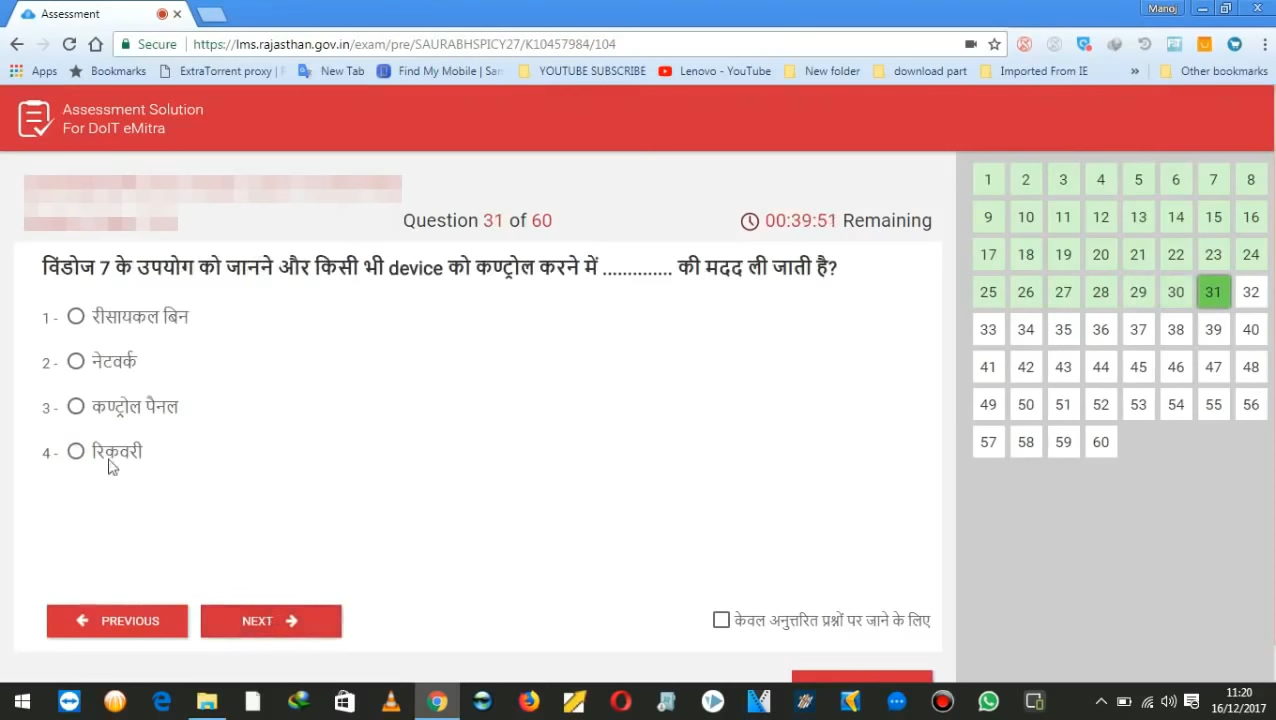 Assessment
Manoj
Secure
https://lms.rajasthan.gov.in/exam/pre/SAURABHSPICY27/K10457984/104
Apps Bookmarks ExtraTorrent proxy | New Tab Find My Mobile | San YOUTUBE SUBSCRIBE Lenovo - YouTube New folder download part Imported From IE » Other bookmarks
Assessment Solution
For DoIT eMitra
Question 31 of 60
00:39:51 Remaining
विंडोज 7 के उपयोग को जानने और किसी भी device को कण्ट्रोल करने में .............. की मदद ली जाती है?
1 - रीसायकल बिन
2 - नेटवर्क
3 - कण्ट्रोल पैनल
4 - रिकवरी
PREVIOUS
NEXT
केवल अनुत्तरित प्रश्नों पर जाने के लिए
1 2 3 4 5 6 7 8
9 10 11 12 13 14 15 16
17 18 19 20 21 22 23 24
25 26 27 28 29 30 31 32
33 34 35 36 37 38 39 40
41 42 43 44 45 46 47 48
49 50 51 52 53 54 55 56
57 58 59 60
11:20
16/12/2017